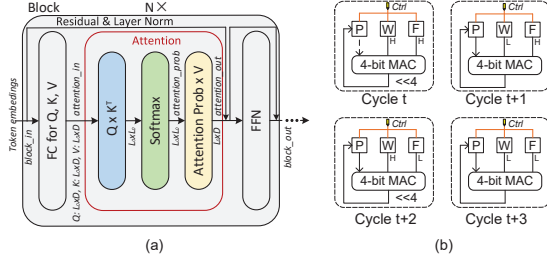 Block N×
Residual & Layer Norm
Attention
Token embeddings
block_in
FC for Q, K, V
attention_in
Q: LxD, K: LxD, V: LxD
Q x Kᵀ
LxL
Softmax
attention_prob
LxL
Attention Prob x V
attention_out
LxD
FFN
block_out
(a)
Ctrl
P W F
H H
4-bit MAC
<<4
Cycle t
Ctrl
P W F
L H
4-bit MAC
Cycle t+1
Ctrl
P W F
H L
4-bit MAC
<<4
Cycle t+2
Ctrl
P W F
L L
4-bit MAC
Cycle t+3
(b)